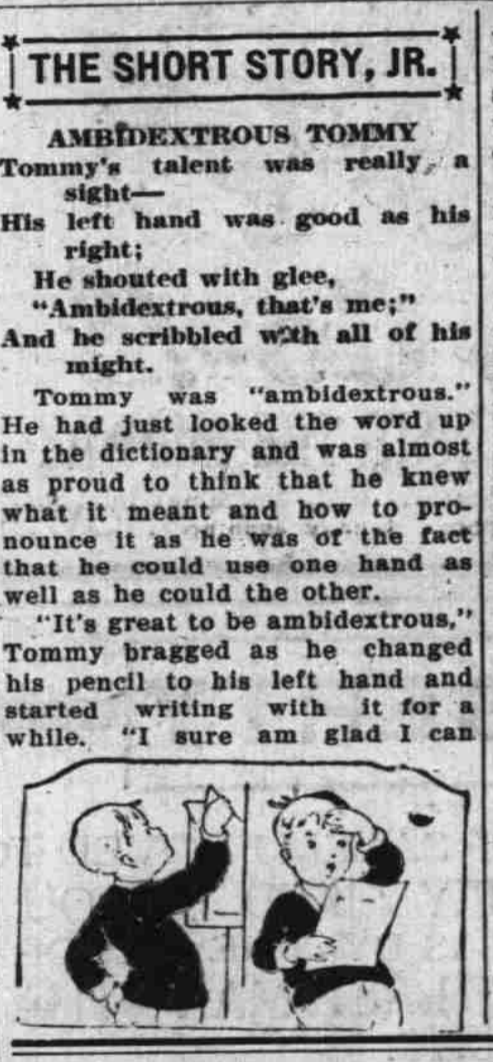 THE SHORT STORY, JR.
AMBIDEXTROUS TOMMY
Tommy's talent was really a
sight—
His left hand was good as his
right;
He shouted with glee,
"Ambidextrous, that's me;"
And he scribbled with all of his
might.
Tommy was "ambidextrous."
He had just looked the word up
in the dictionary and was almost
as proud to think that he knew
what it meant and how to pro-
nounce it as he was of the fact
that he could use one hand as
well as he could the other.
"It's great to be ambidextrous,"
Tommy bragged as he changed
his pencil to his left hand and
started writing with it for a
while. "I sure am glad I can